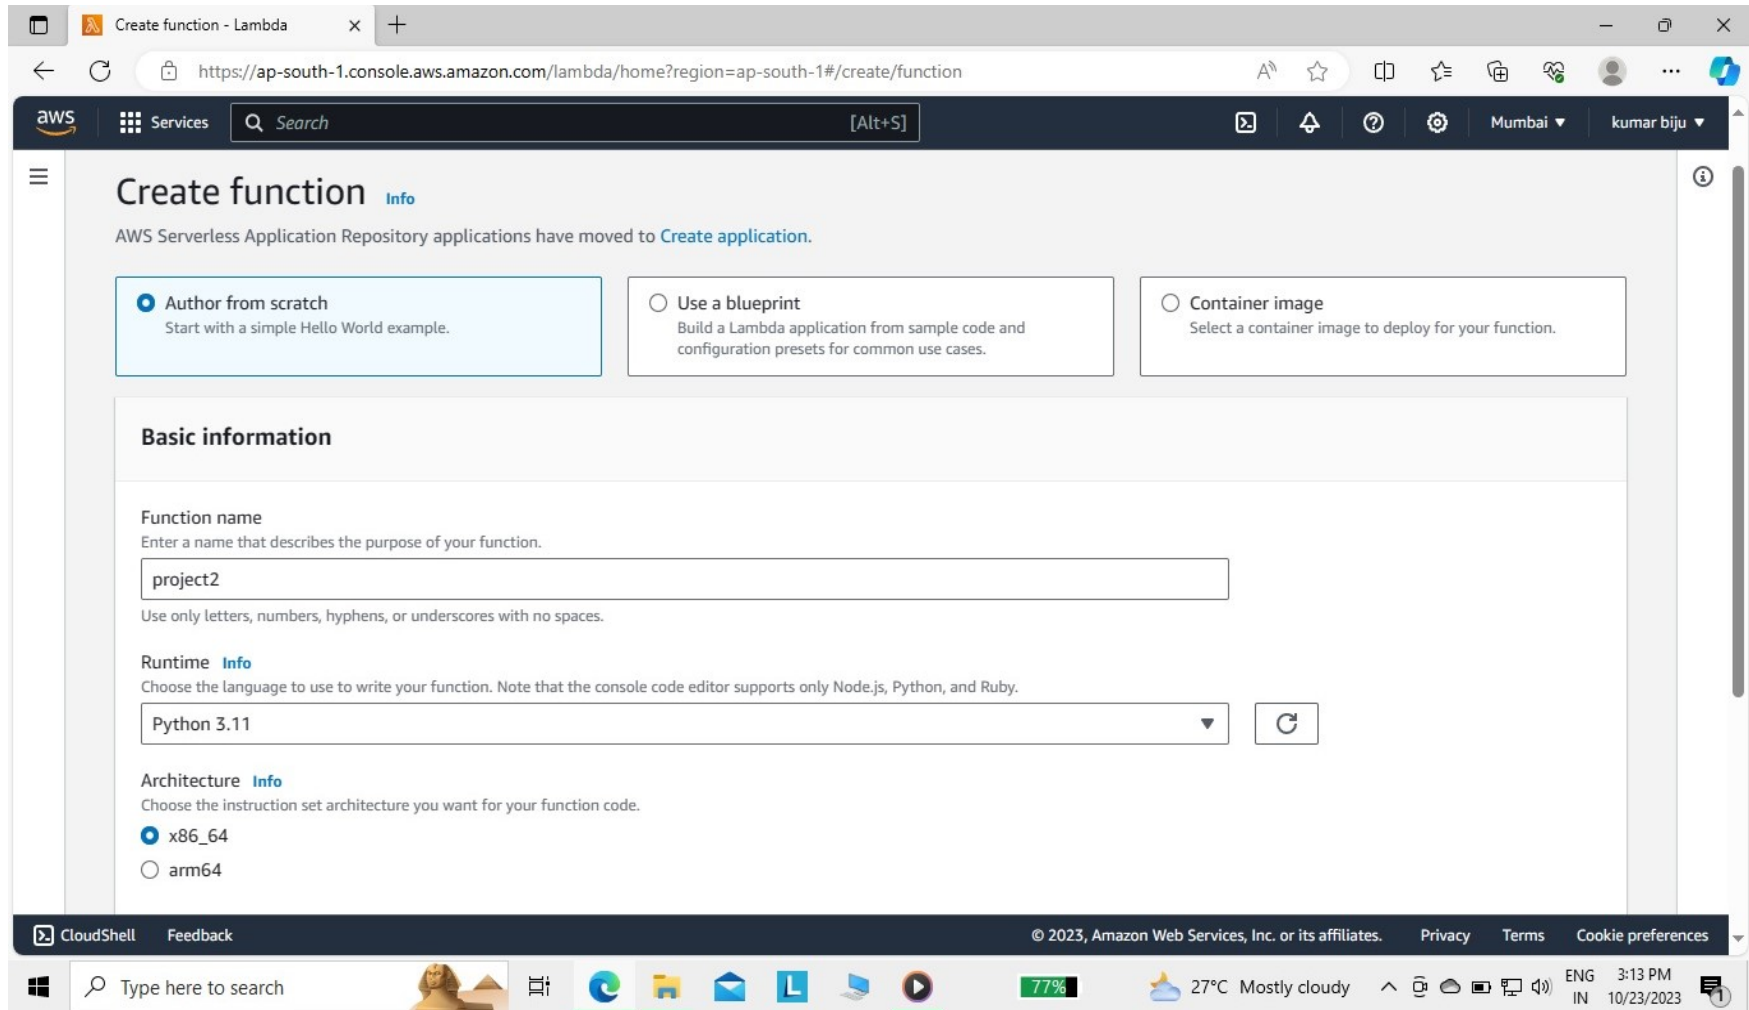 Create function - Lambda
https://ap-south-1.console.aws.amazon.com/lambda/home?region=ap-south-1#/create/function
aws
Services
Search
[Alt+S]
Mumbai
kumar biju
Create function Info
AWS Serverless Application Repository applications have moved to Create application.
Author from scratch
Start with a simple Hello World example.
Use a blueprint
Build a Lambda application from sample code and
configuration presets for common use cases.
Container image
Select a container image to deploy for your function.
Basic information
Function name
Enter a name that describes the purpose of your function.
project2
Use only letters, numbers, hyphens, or underscores with no spaces.
Runtime Info
Choose the language to use to write your function. Note that the console code editor supports only Node.js, Python, and Ruby.
Python 3.11
Architecture Info
Choose the instruction set architecture you want for your function code.
x86_64
arm64
CloudShell Feedback
© 2023, Amazon Web Services, Inc. or its affiliates. Privacy Terms Cookie preferences
Type here to search
L
77%
27°C Mostly cloudy
ENG
IN
3:13 PM
10/23/2023
1